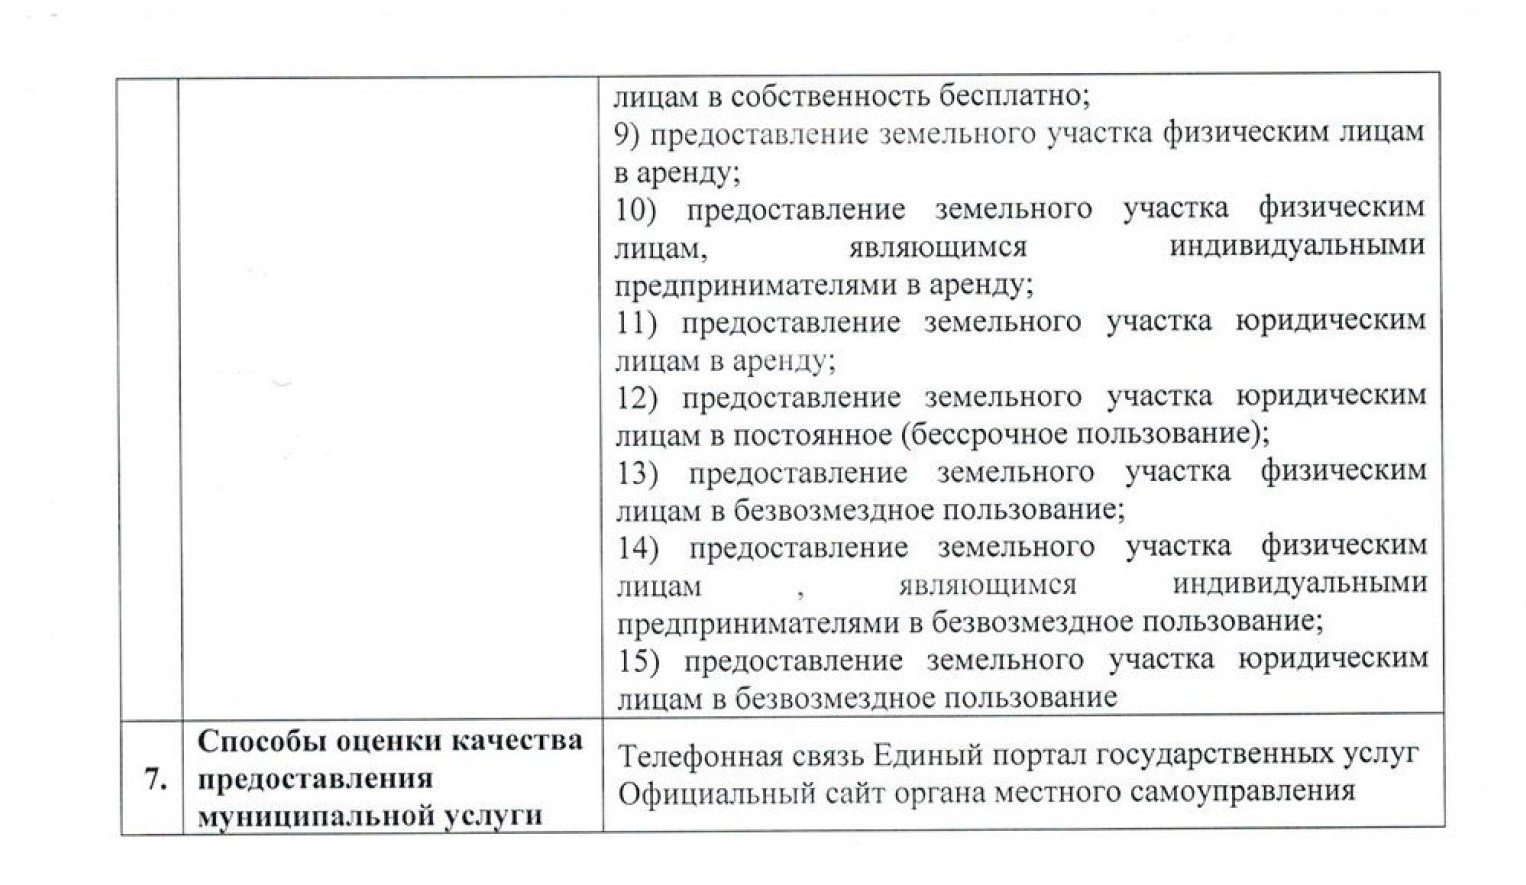 лицам в собственность бесплатно;
9) предоставление земельного участка физическим лицам
в аренду;
10) предоставление земельного участка физическим
лицам, являющимся индивидуальными
предпринимателями в аренду;
11) предоставление земельного участка юридическим
лицам в аренду;
12) предоставление земельного участка юридическим
лицам в постоянное (бессрочное пользование);
13) предоставление земельного участка физическим
лицам в безвозмездное пользование;
14) предоставление земельного участка физическим
лицам , являющимся индивидуальными
предпринимателями в безвозмездное пользование;
15) предоставление земельного участка юридическим
лицам в безвозмездное пользование
7.
Способы оценки качества
предоставления
муниципальной услуги
Телефонная связь Единый портал государственных услуг
Официальный сайт органа местного самоуправления